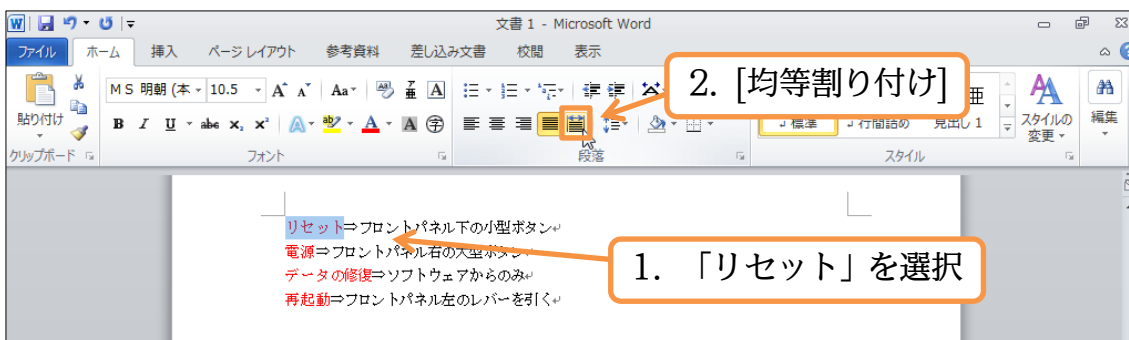 文書 1 - Microsoft Word
ファイル ホーム 挿入 ページ レイアウト 参考資料 差し込み文書 校閲 表示
2. [均等割り付け]
貼り付け
MS 明朝 (本 10.5 A A Aa 亜 A
B I U abc x₂ x² A ab A A 字
標準 行間詰め 見出し 1
スタイルの
変更
編集
クリップボード フォント 段落 スタイル
リセット⇒フロントパネル下の小型ボタン↵
電源⇒フロントパネル右の大型ボタン↵
データの修復⇒ソフトウェアからのみ↵
再起動⇒フロントパネル左のレバーを引く↵
1. 「リセット」を選択